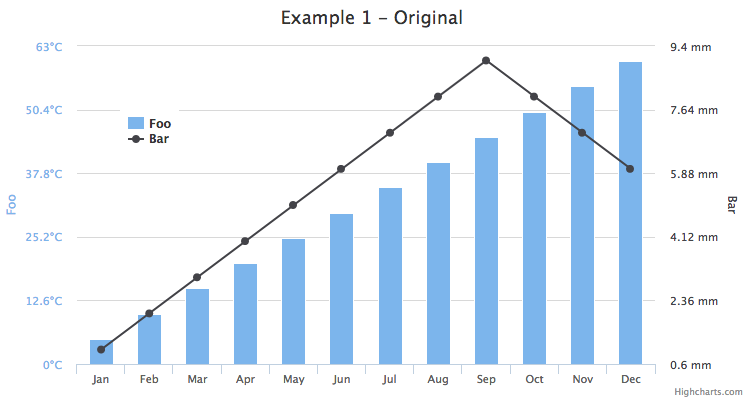 Example 1 - Original
63°C
50.4°C
37.8°C
25.2°C
12.6°C
0°C
Foo
Foo
Bar
9.4 mm
7.64 mm
5.88 mm
4.12 mm
2.36 mm
0.6 mm
Bar
Jan Feb Mar Apr May Jun Jul Aug Sep Oct Nov Dec
Highcharts.com